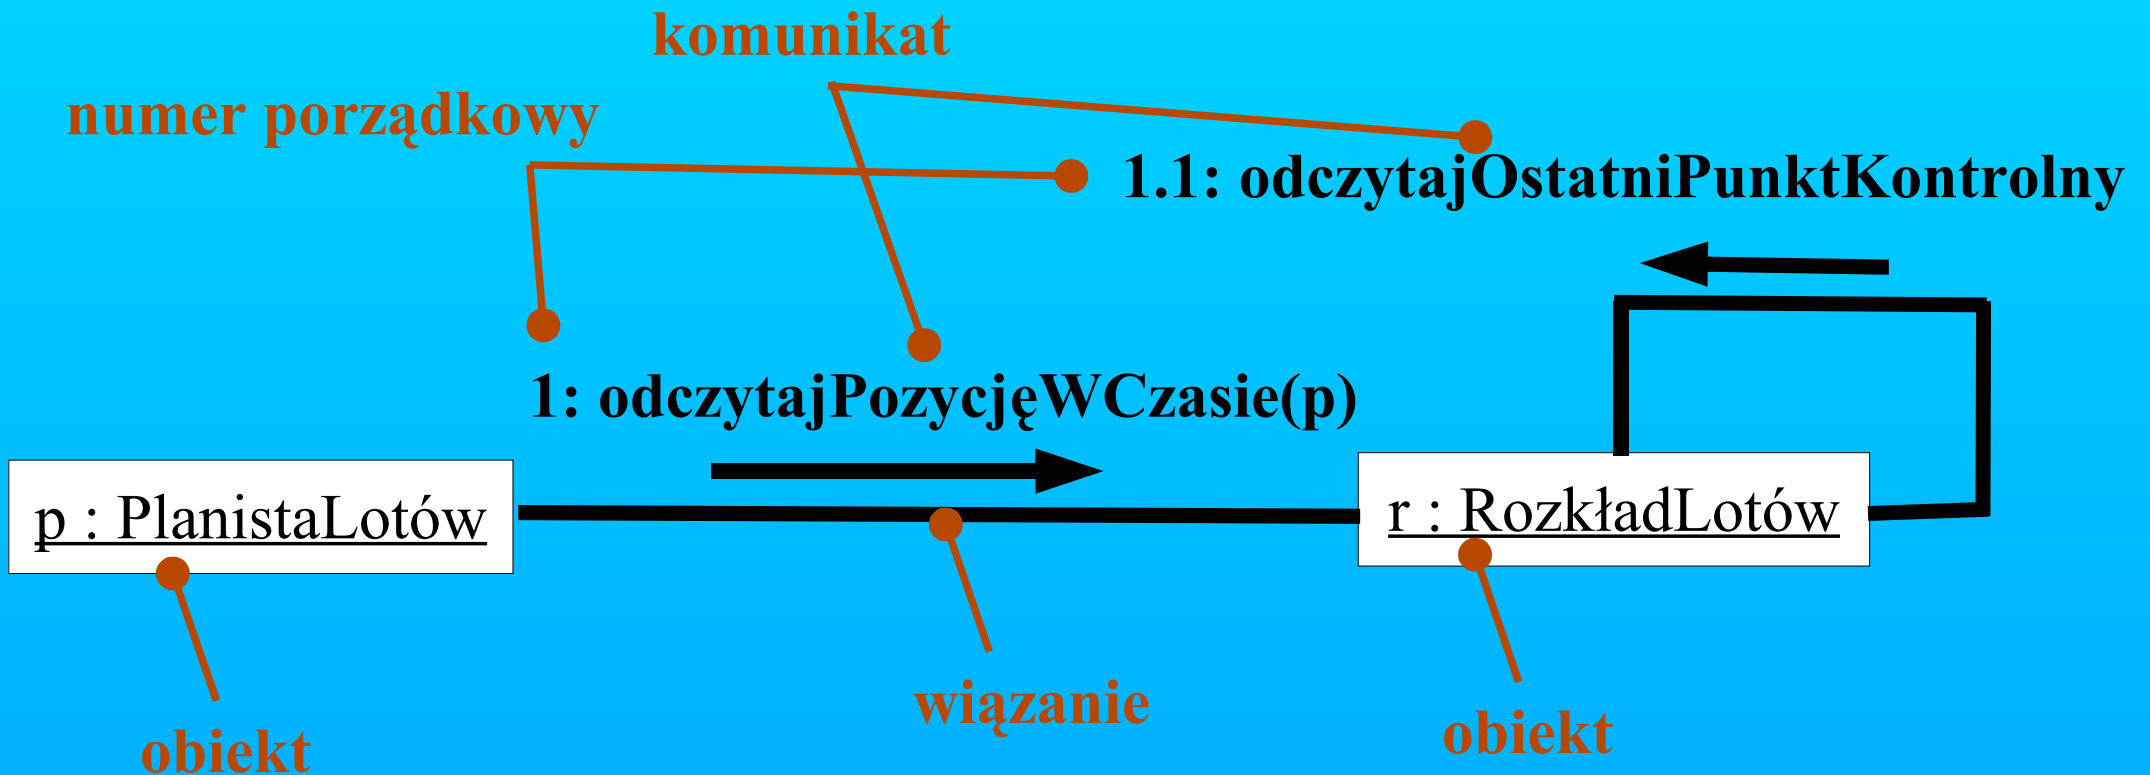 komunikat
numer porządkowy
1.1: odczytajOstatniPunktKontrolny
1: odczytajPozycjęWCzasie(p)
p : PlanistaLotów
r : RozkładLotów
wiązanie
obiekt
obiekt